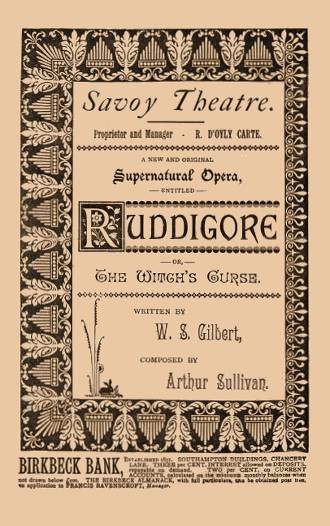 Savoy Theatre.
Proprietor and Manager - R. D'OYLY CARTE.
A NEW AND ORIGINAL
Supernatural Opera,
ENTITLED
RUDDIGORE
OR,
THE WITCH'S CURSE.
WRITTEN BY
W. S. Gilbert,
COMPOSED BY
Arthur Sullivan.
BIRKBECK BANK, ESTABLISHED 1851. SOUTHAMPTON BUILDINGS, CHANCERY
LANE. THREE per CENT. INTEREST allowed on DEPOSITS,
repayable on demand. TWO per CENT. on CURRENT
ACCOUNTS, calculated on the minimum monthly balances when
not drawn below £100. THE BIRKBECK ALMANACK, with full particulars, can be obtained post free,
on application to FRANCIS RAVENSCROFT, Manager.